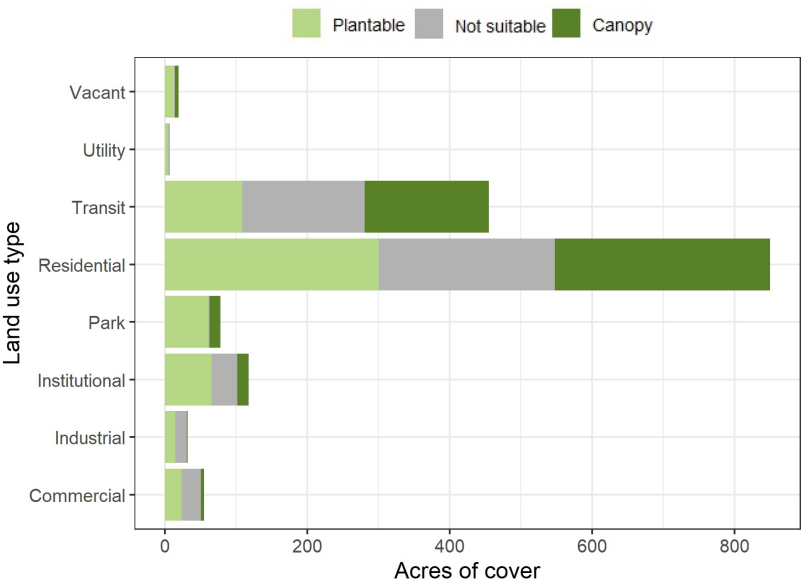 Plantable Not suitable Canopy
Vacant
Utility
Transit
Residential
Park
Institutional
Industrial
Commercial
Land use type
0 200 400 600 800
Acres of cover